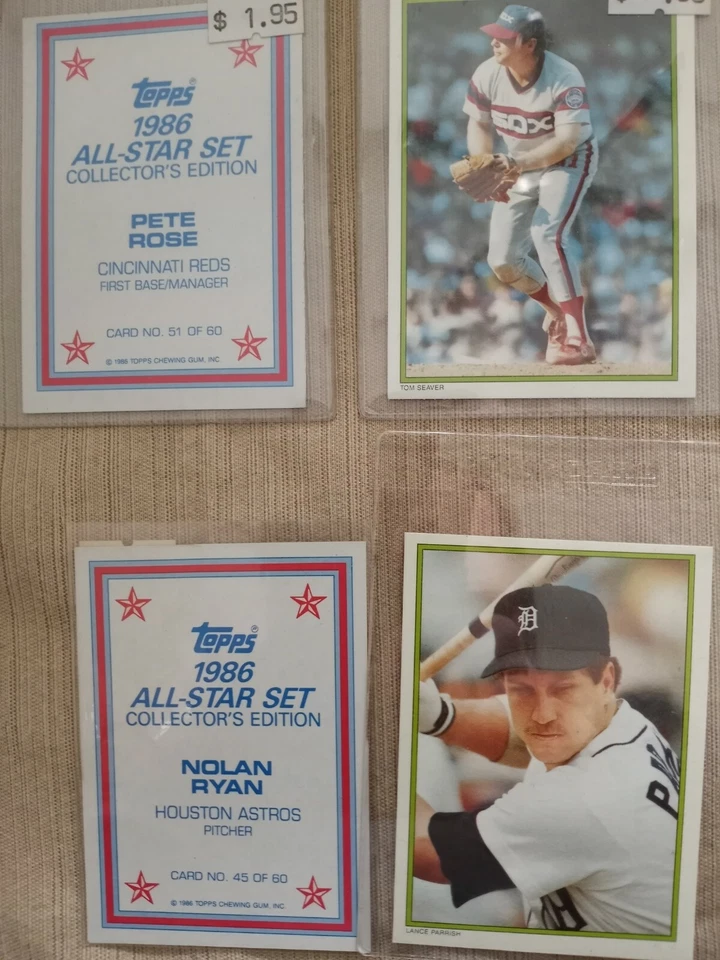 $ 1.95
topps®
1986
ALL-STAR SET
COLLECTOR'S EDITION
PETE
ROSE
CINCINNATI REDS
FIRST BASE/MANAGER
CARD NO. 51 OF 60
© 1986 TOPPS CHEWING GUM, INC.
SOX
SOX
TOM SEAVER
topps®
1986
ALL-STAR SET
COLLECTOR'S EDITION
NOLAN
RYAN
HOUSTON ASTROS
PITCHER
CARD NO. 45 OF 60
© 1986 TOPPS CHEWING GUM, INC.
D
LANCE PARRISH